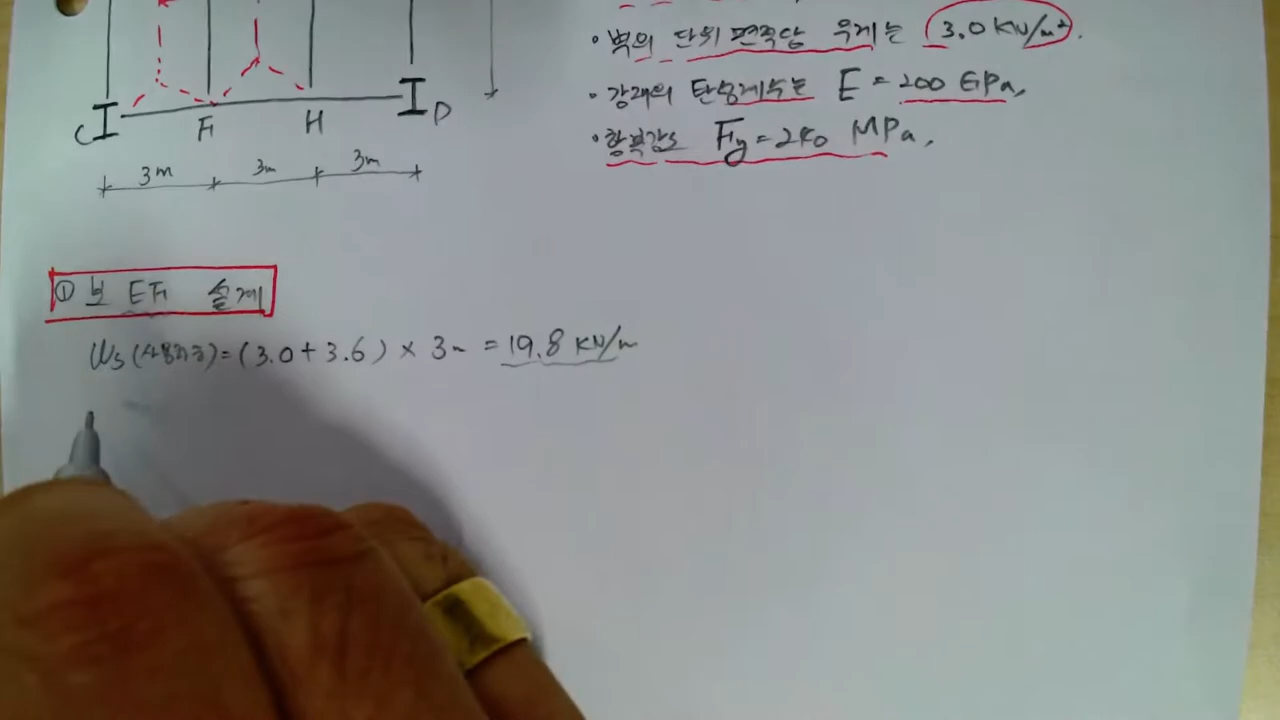 • 벽의 단위 면적당 무게는 3.0 KN/m².
• 강재의 탄성계수는 E = 200 GPa,
• 항복강도 Fy = 240 MPa,
C F H D
3m 3m 3m
① 보 EF 설계
Ws (사용하중) = (3.0 + 3.6) × 3m = 19.8 KN/m